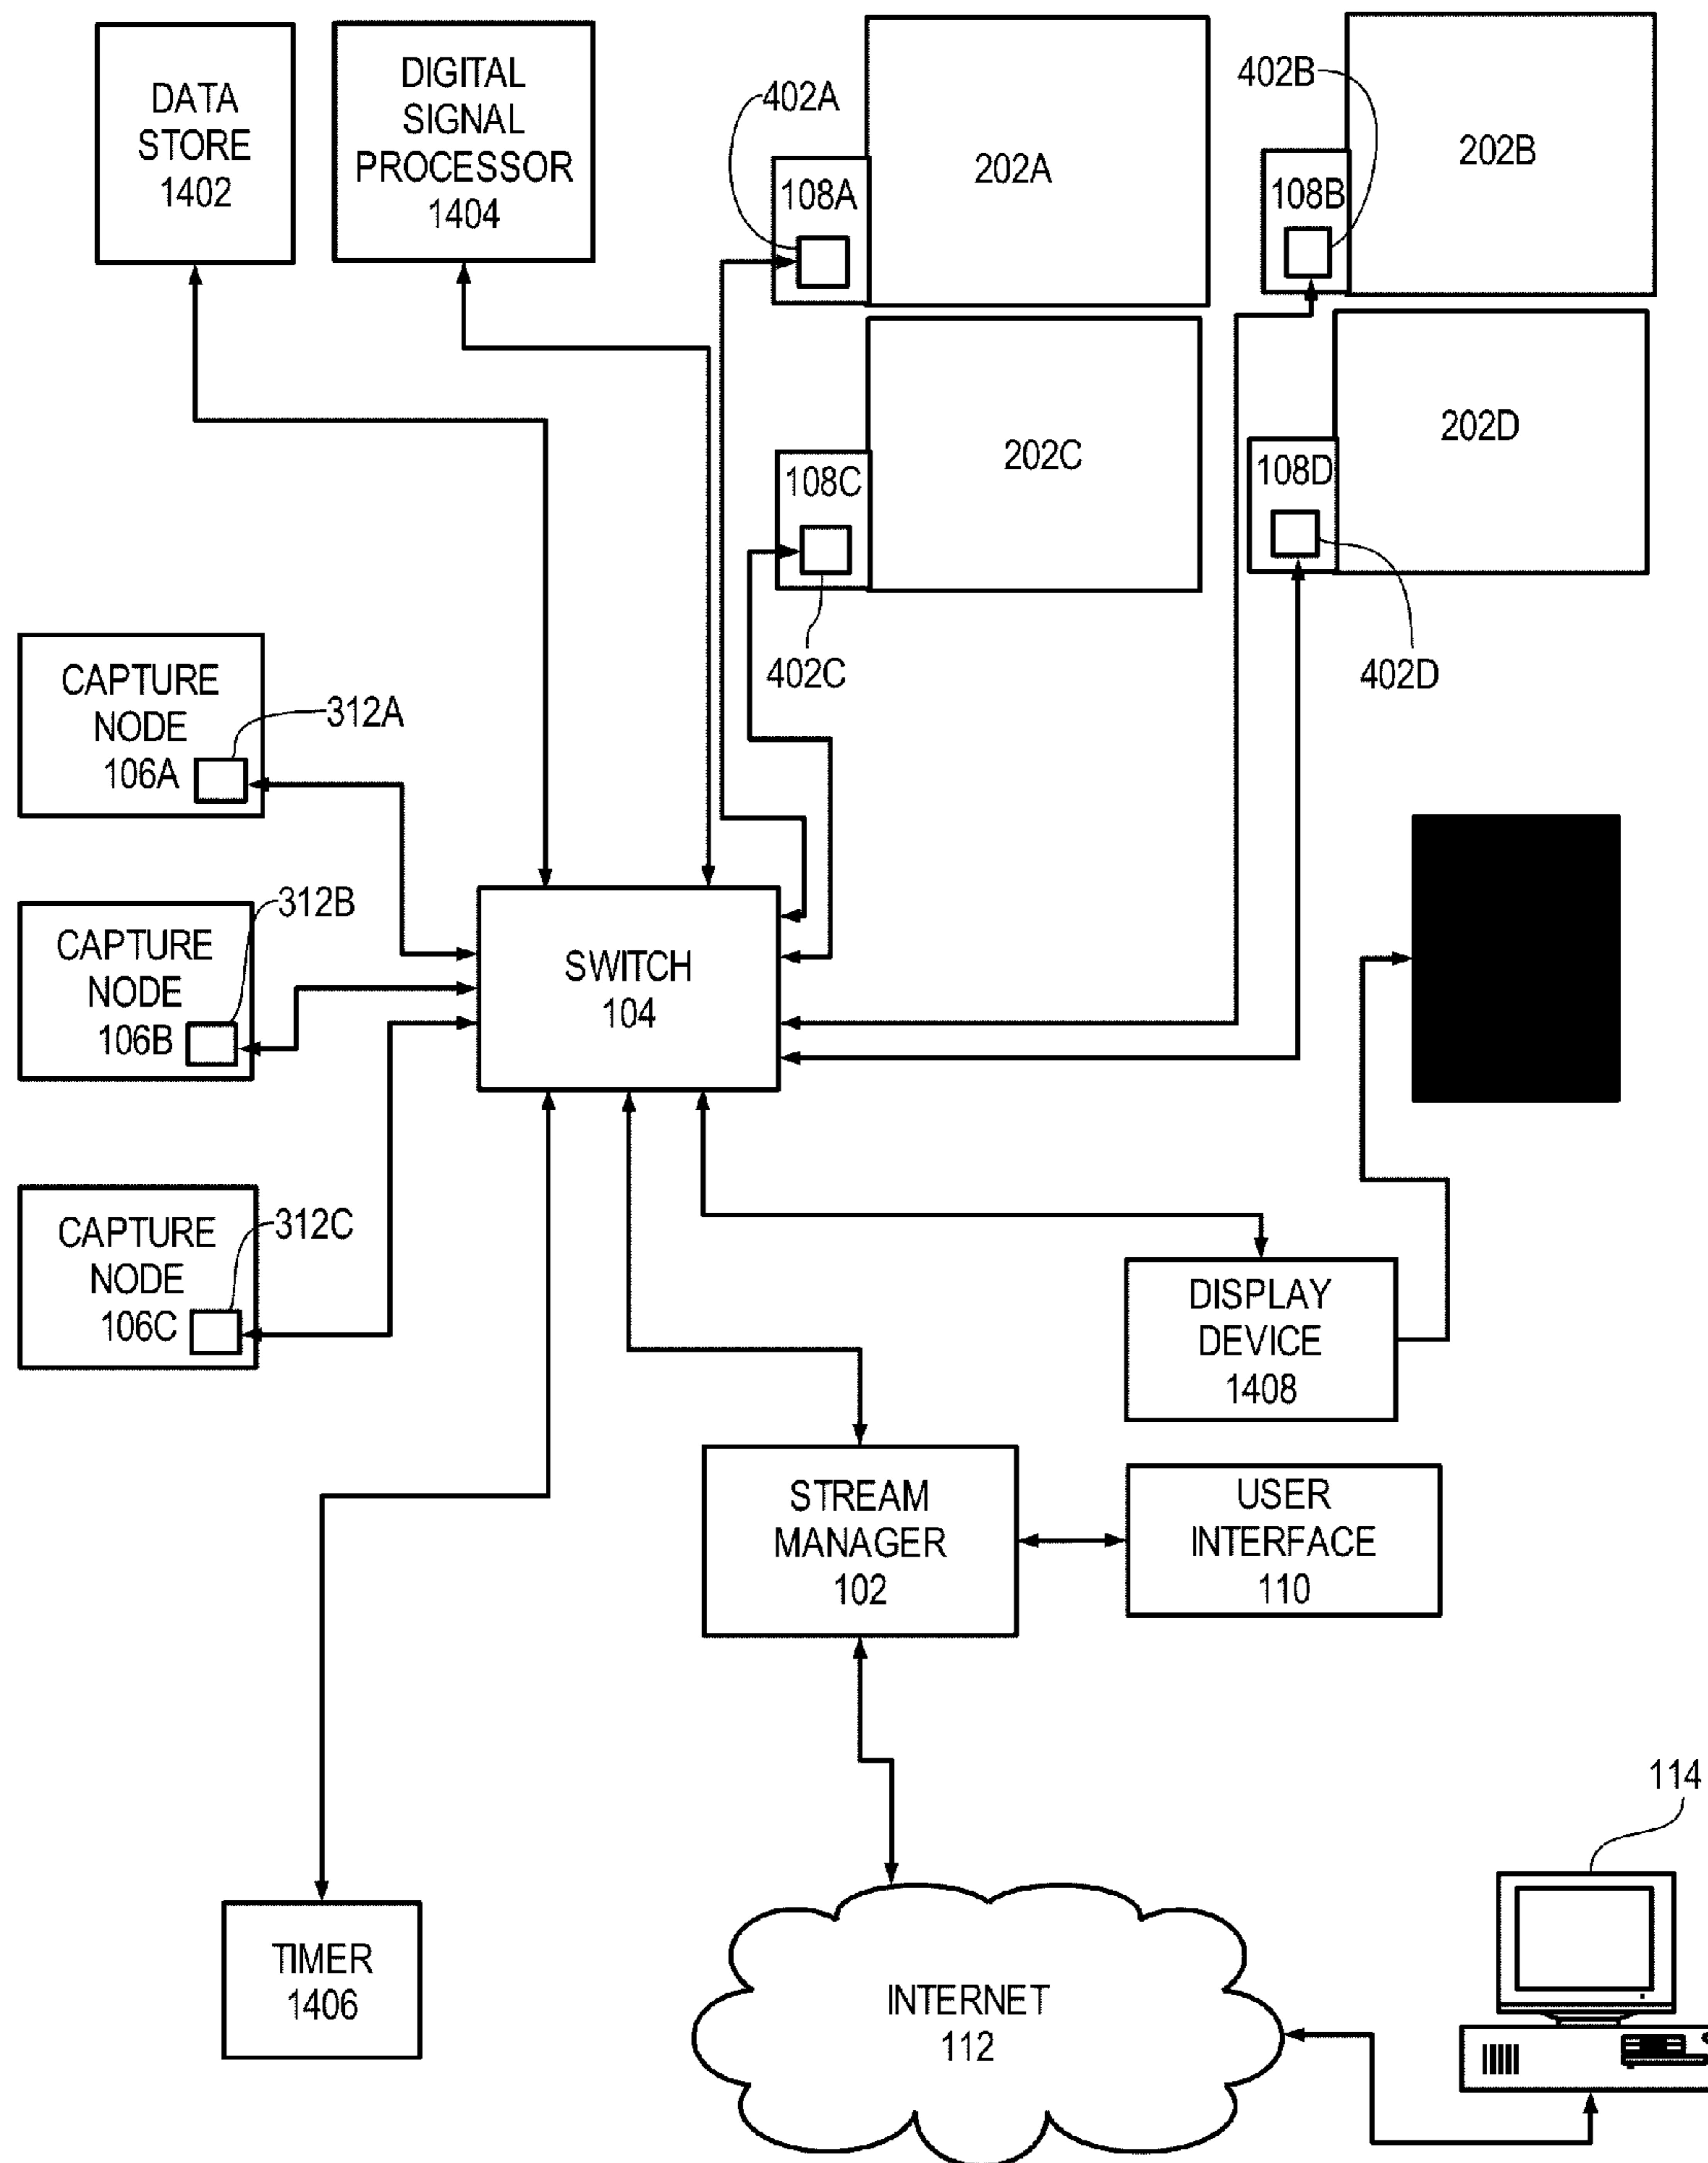 DATA
STORE
1402
DIGITAL
SIGNAL
PROCESSOR
1404
402A
108A
202A
402B
108B
202B
108C
202C
402C
108D
202D
402D
CAPTURE
NODE
106A
312A
CAPTURE
NODE
106B
312B
CAPTURE
NODE
106C
312C
SWITCH
104
DISPLAY
DEVICE
1408
STREAM
MANAGER
102
USER
INTERFACE
110
TIMER
1406
INTERNET
112
114